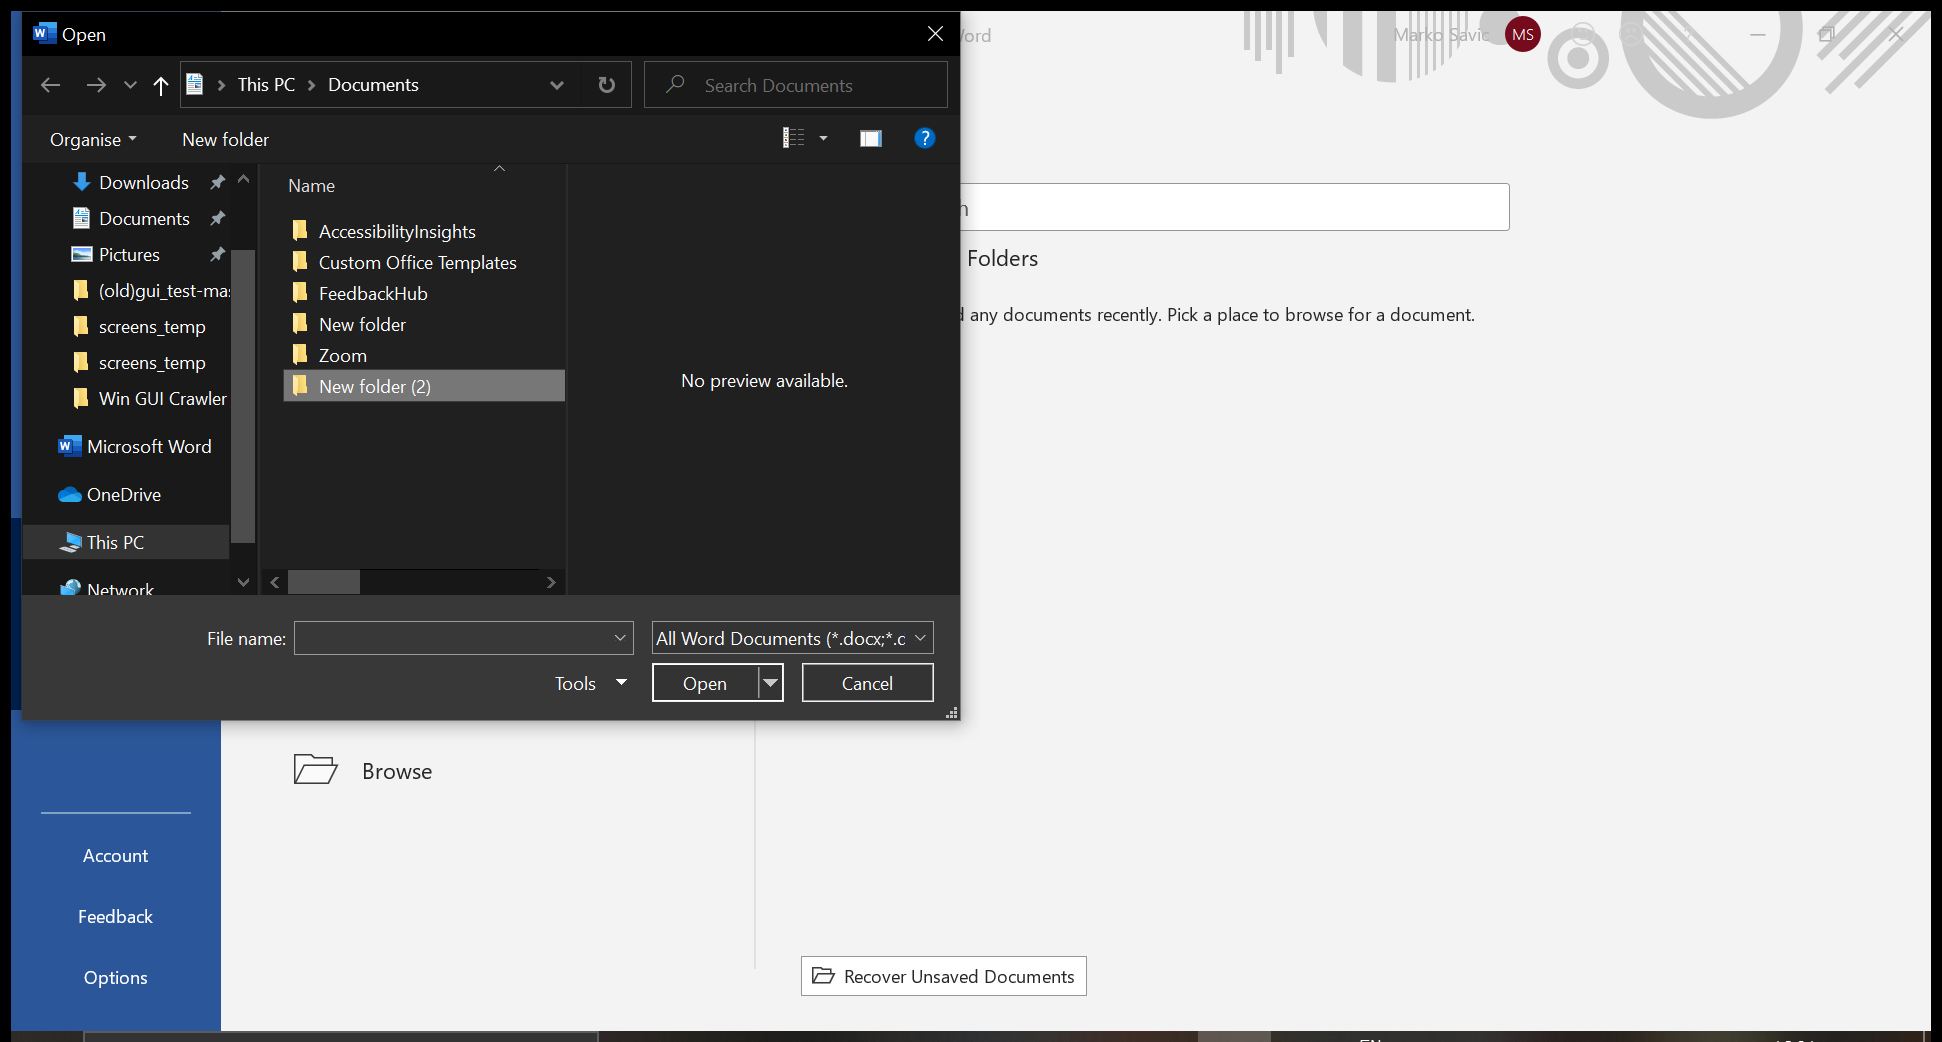 Open
Word
Marko Savic
MS
This PC
Documents
Search Documents
Organise
New folder
Downloads
Documents
Pictures
(old)gui_test-mas
screens_temp
screens_temp
Win GUI Crawler
Microsoft Word
OneDrive
This PC
Network
Name
AccessibilityInsights
Custom Office Templates
FeedbackHub
New folder
Zoom
New folder (2)
No preview available.
File name:
All Word Documents (*.docx;*.d
Tools
Open
Cancel
Folders
any documents recently. Pick a place to browse for a document.
Browse
Account
Feedback
Options
Recover Unsaved Documents